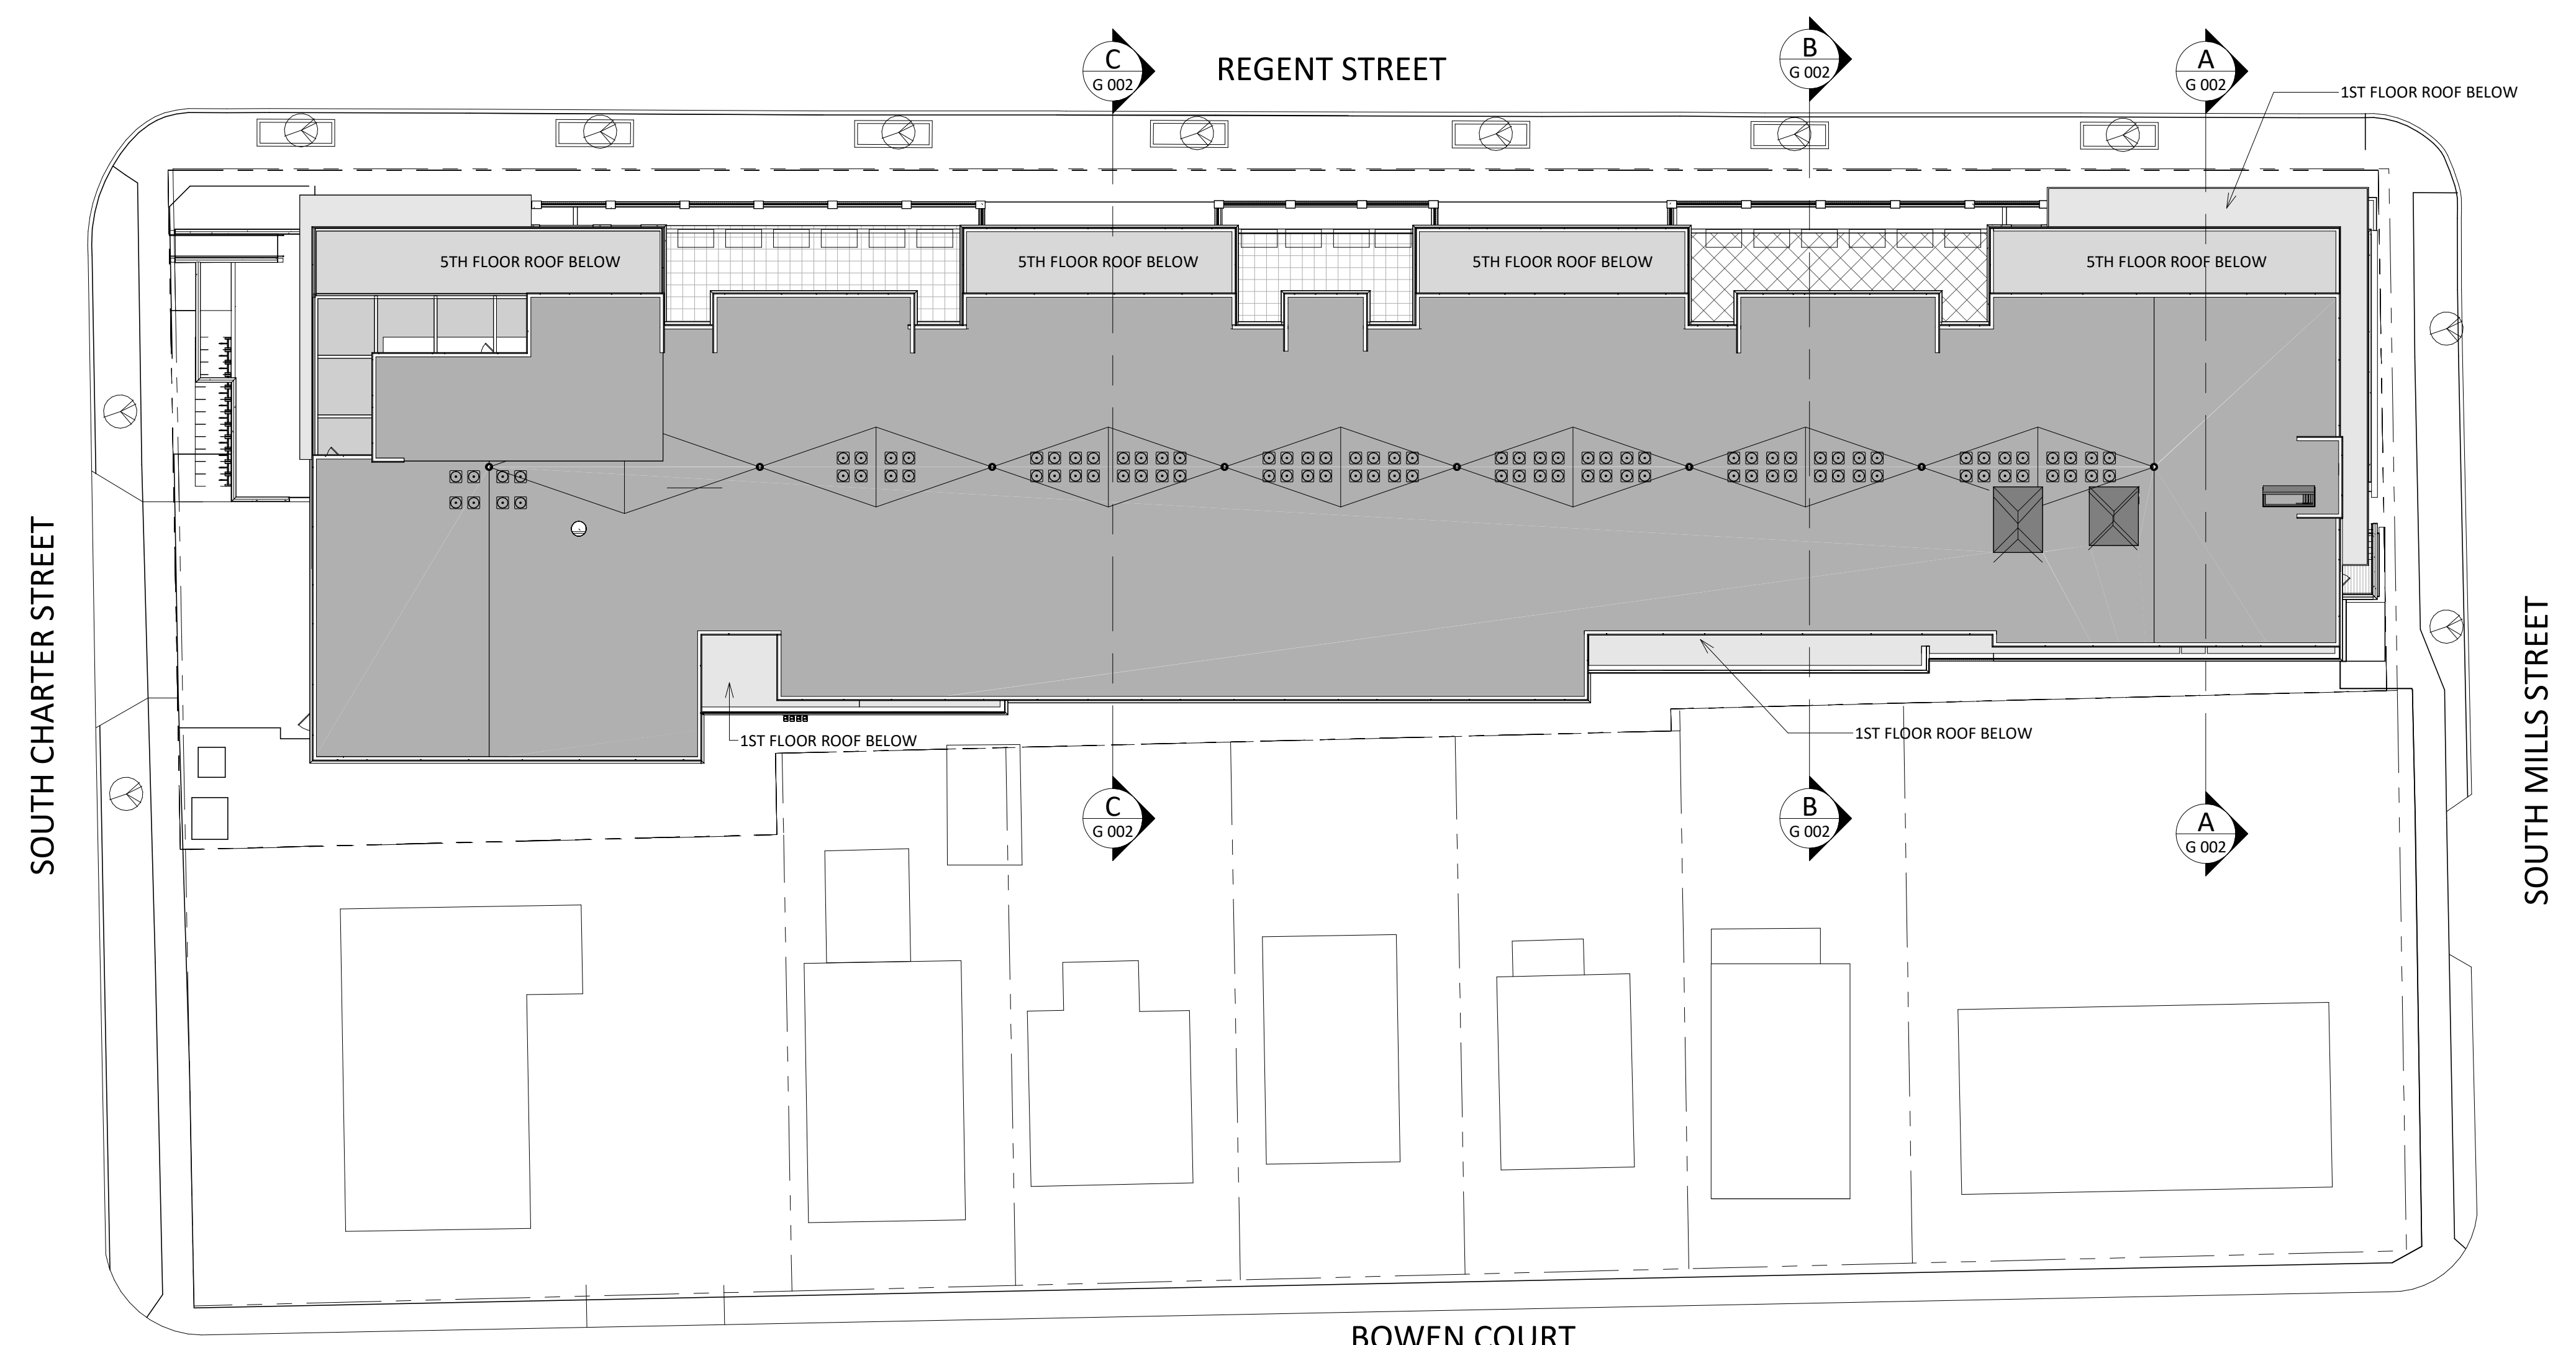 C
G 002
REGENT STREET
B
G 002
A
G 002
1ST FLOOR ROOF BELOW
5TH FLOOR ROOF BELOW
5TH FLOOR ROOF BELOW
5TH FLOOR ROOF BELOW
5TH FLOOR ROOF BELOW
SOUTH CHARTER STREET
SOUTH MILLS STREET
1ST FLOOR ROOF BELOW
1ST FLOOR ROOF BELOW
C
G 002
B
G 002
A
G 002
BOWEN COURT